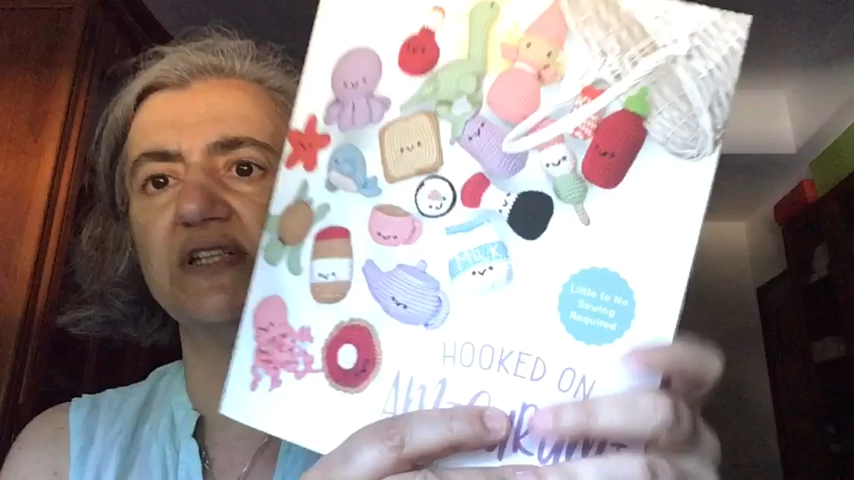 MILK
Little to No
Sewing
Required
HOOKED ON